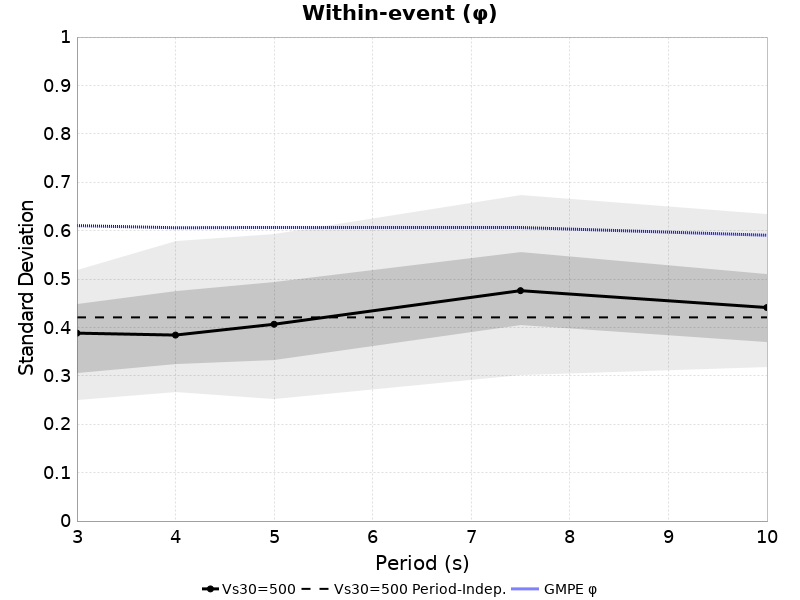 Within-event (φ)
1
0.9
0.8
0.7
0.6
0.5
0.4
0.3
0.2
0.1
0
Standard Deviation
3 4 5 6 7 8 9 10
Period (s)
Vs30=500 Vs30=500 Period-Indep. GMPE φ